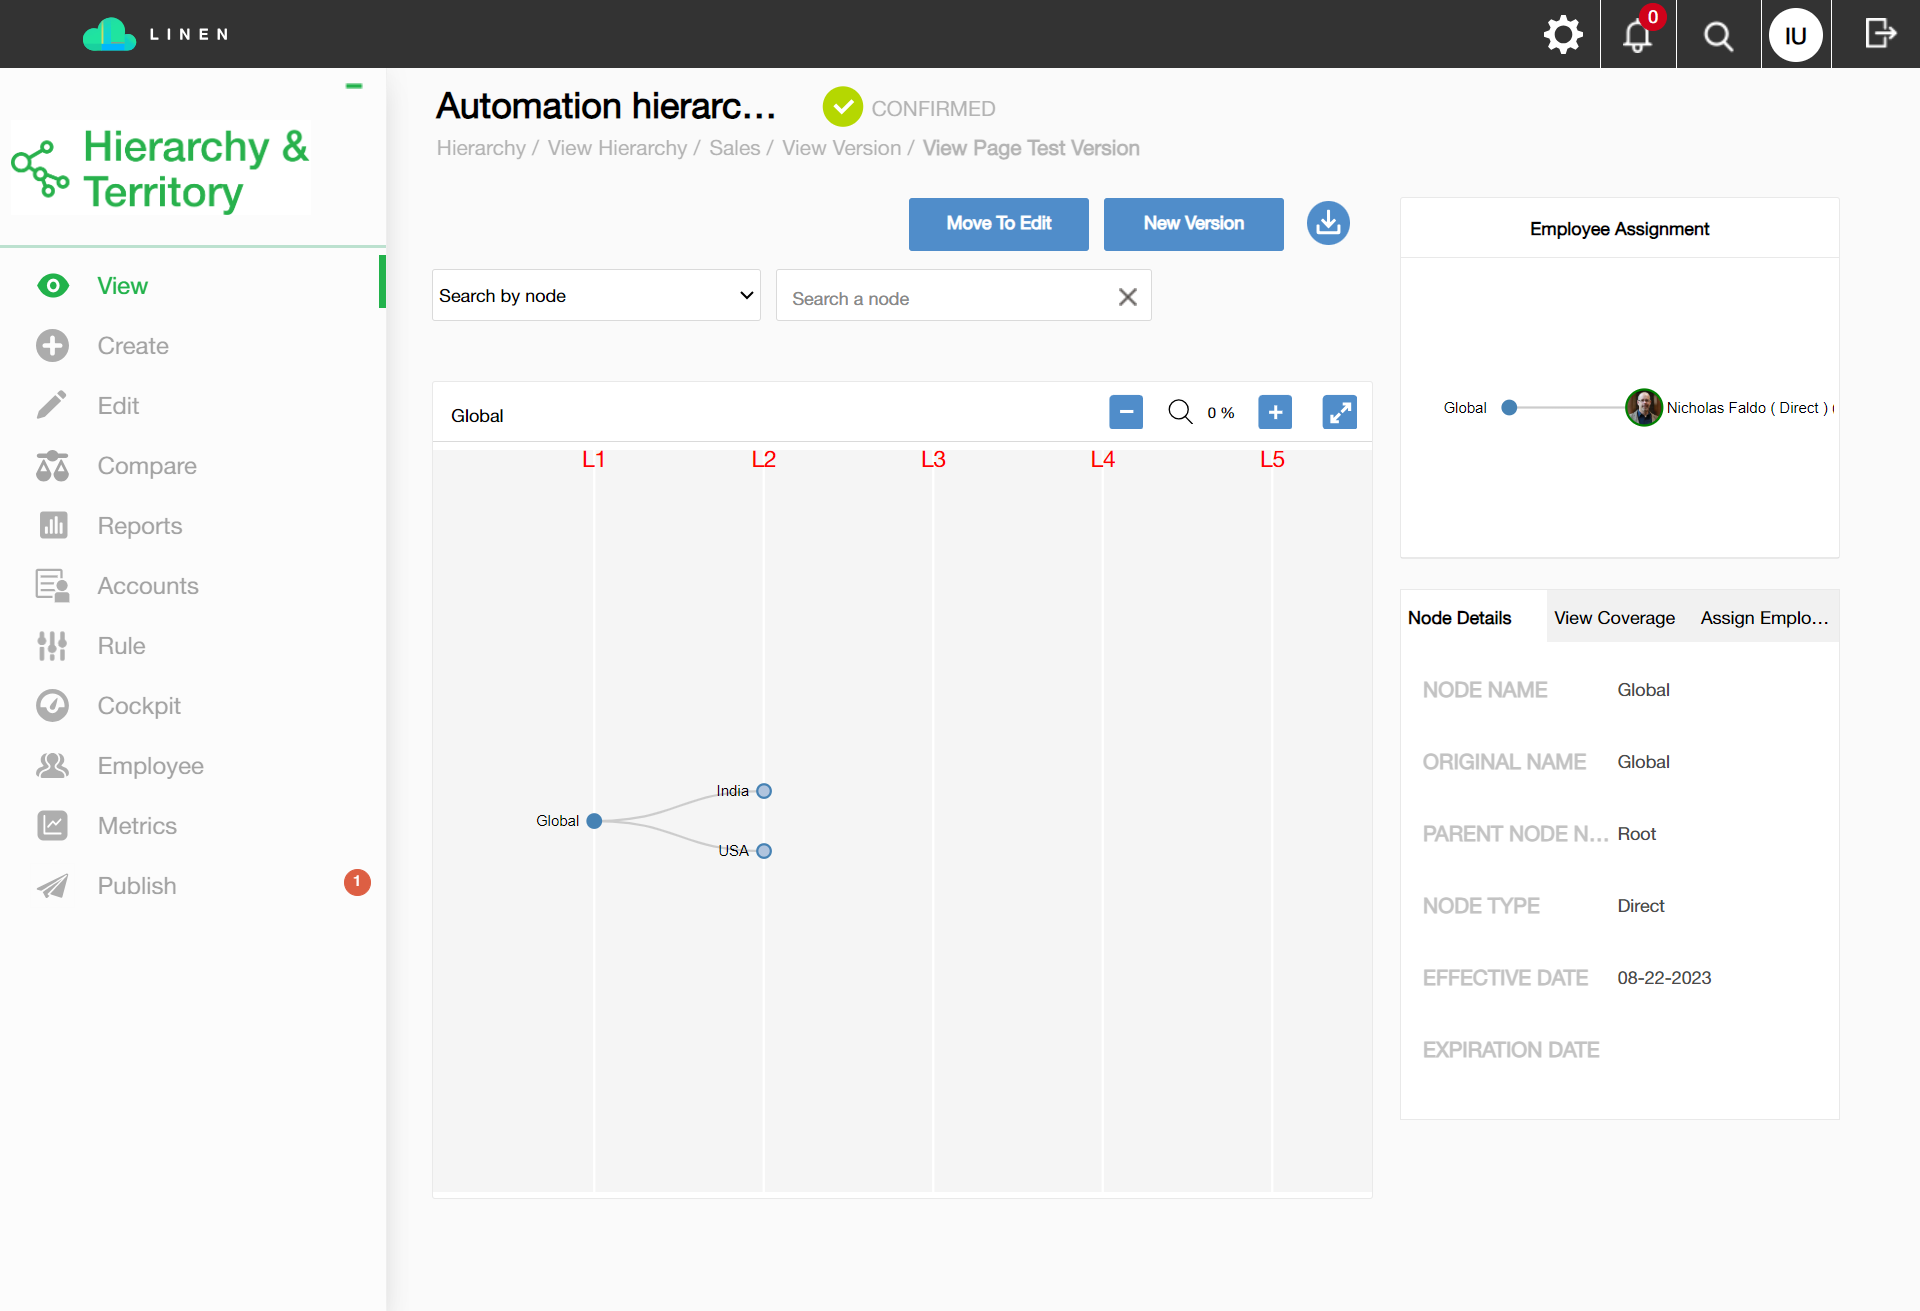 LINEN
0
IU
Hierarchy &
Territory
View
Create
Edit
Compare
Reports
Accounts
Rule
Cockpit
Employee
Metrics
Publish
1
Automation hierarc...
CONFIRMED
Hierarchy / View Hierarchy / Sales / View Version / View Page Test Version
Move To Edit
New Version
Search by node
Search a node
Global
0 %
L1
L2
L3
L4
L5
India
Global
USA
Employee Assignment
Global
Nicholas Faldo ( Direct )
Node Details
View Coverage
Assign Emplo...
NODE NAME
Global
ORIGINAL NAME
Global
PARENT NODE N...
Root
NODE TYPE
Direct
EFFECTIVE DATE
08-22-2023
EXPIRATION DATE